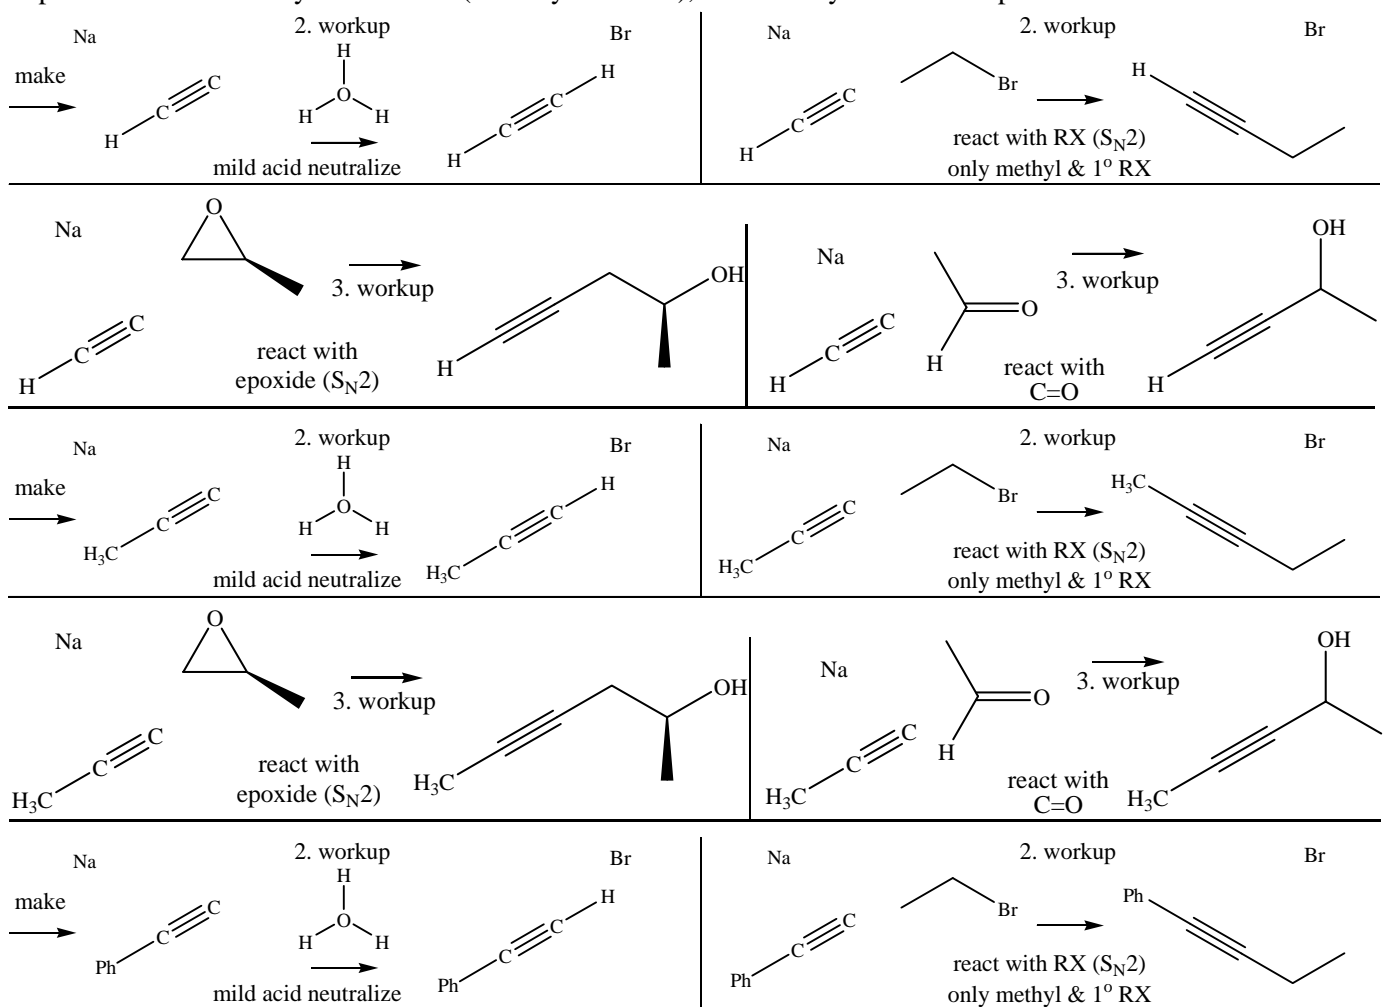 Na
2. workup
Br
Na
2. workup
Br
make
H
C
C
H
O
H
H
C
C
H
H
C
C
Br
H
H
mild acid neutralize
react with RX (SN2)
only methyl & 1o RX
Na
O
3. workup
OH
H
C
C
react with
epoxide (SN2)
H
Na
3. workup
OH
H
C
C
H
O
react with
C=O
H
Na
2. workup
Br
Na
2. workup
Br
make
H3C
C
C
H
O
H
H
H3C
C
C
H
H3C
C
C
Br
H3C
mild acid neutralize
react with RX (SN2)
only methyl & 1o RX
Na
O
3. workup
OH
H3C
C
C
react with
epoxide (SN2)
H3C
Na
3. workup
OH
H3C
C
C
H
O
react with
C=O
H3C
Na
2. workup
Br
Na
2. workup
Br
make
Ph
C
C
H
O
H
H
Ph
C
C
H
Ph
C
C
Br
Ph
mild acid neutralize
react with RX (SN2)
only methyl & 1o RX